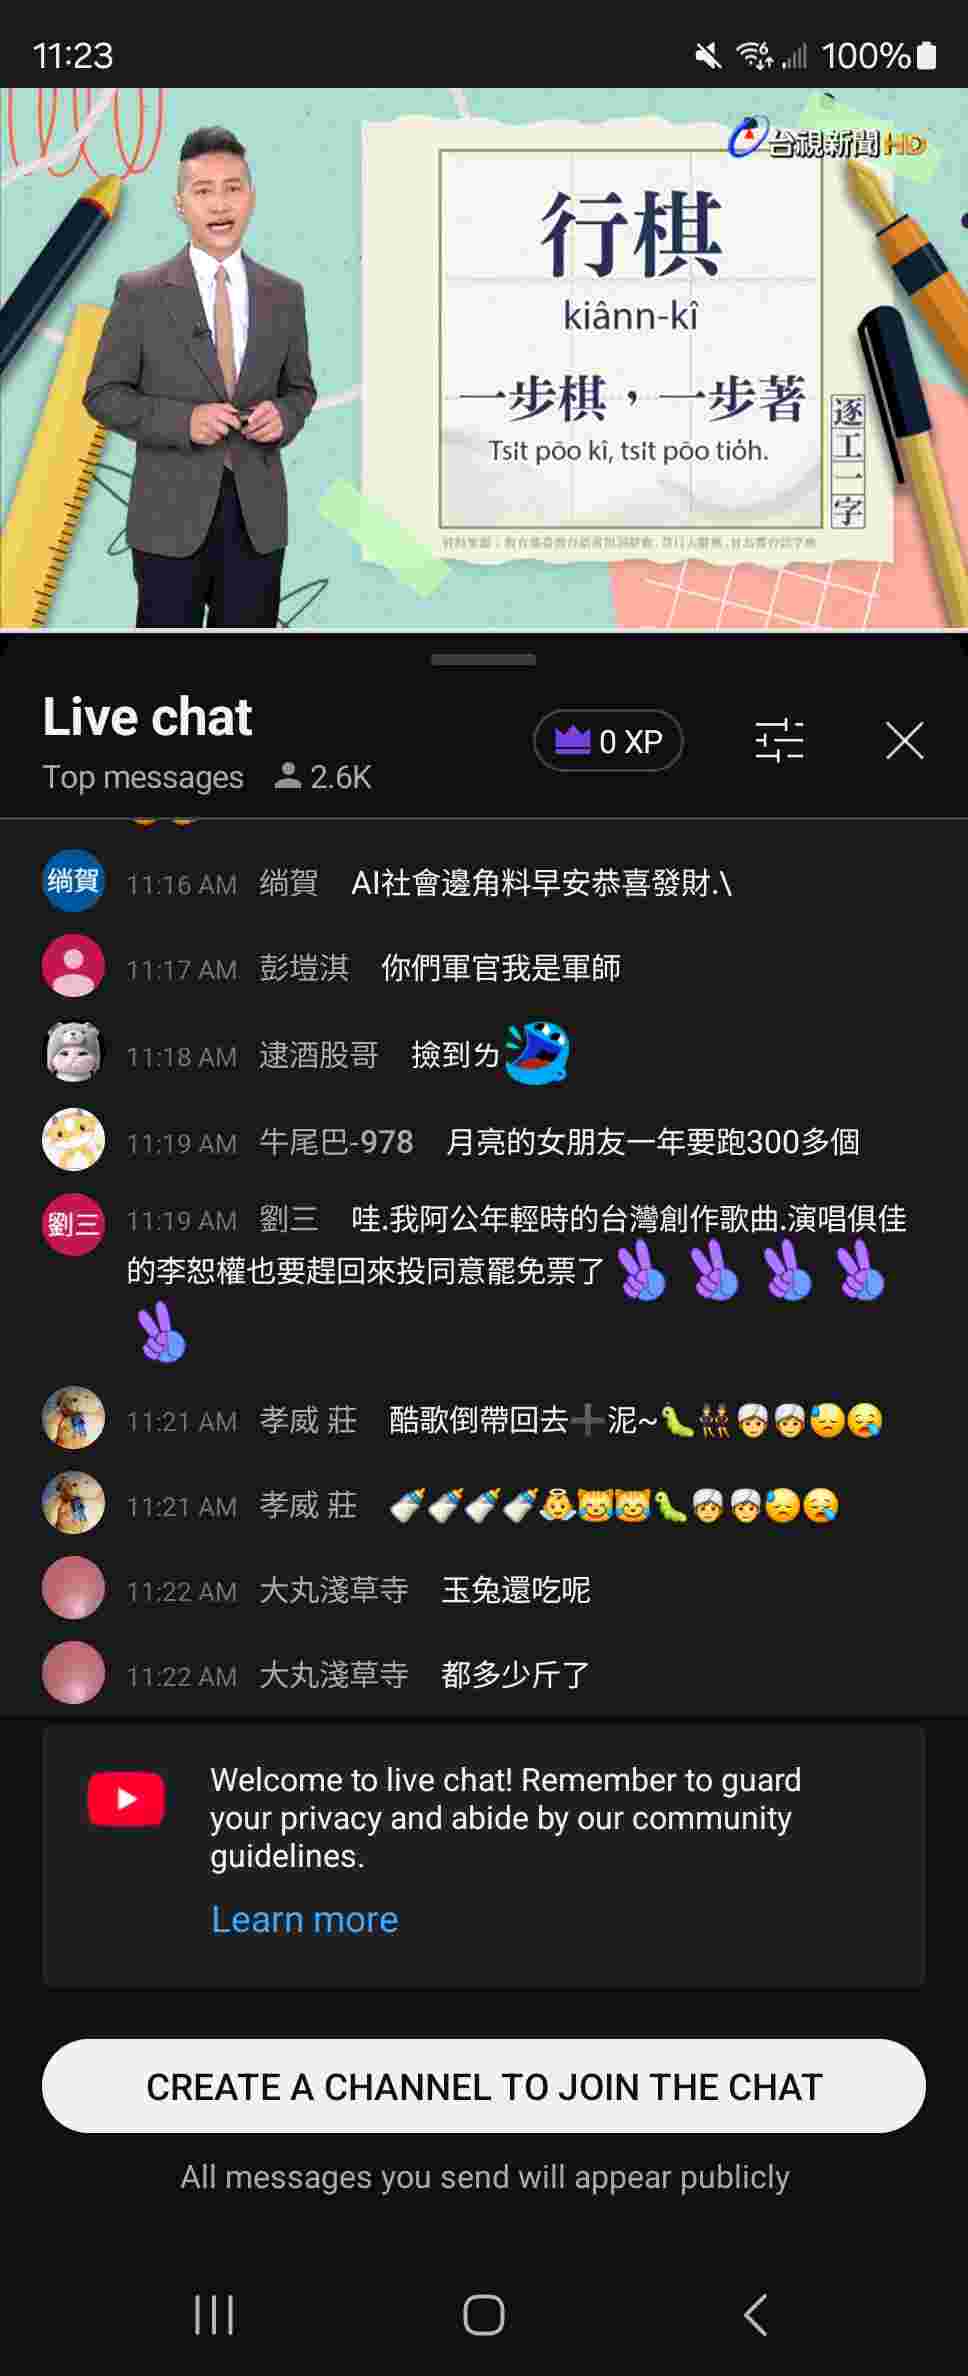 11:23
100%
台視新聞HD
行棋
kiânn-kî
一步棋，一步著
Tsi̍t pōo kî, tsi̍t pōo tio̍h.
逐工一字
Live chat
0 XP
Top messages 2.6K
绱賀
11:16 AM 绱賀 AI社會邊角料早安恭喜發財.\
11:17 AM 彭塏淇 你們軍官我是軍師
11:18 AM 逮酒股哥 撿到ㄌ
11:19 AM 牛尾巴-978 月亮的女朋友一年要跑300多個
劉三
11:19 AM 劉三 哇.我阿公年輕時的台灣創作歌曲.演唱俱佳
的李恕權也要趕回來投同意罷免票了
11:21 AM 孝威 莊 酷歌倒帶回去➕泥~🐛👯🧑‍🦳👳👳😓😪
11:21 AM 孝威 莊 🍼🍼🍼🍼👼😹😹🐛👳👳😓😪
11:22 AM 大丸淺草寺 玉兔還吃呢
11:22 AM 大丸淺草寺 都多少斤了
Welcome to live chat! Remember to guard
your privacy and abide by our community
guidelines.
Learn more
CREATE A CHANNEL TO JOIN THE CHAT
All messages you send will appear publicly